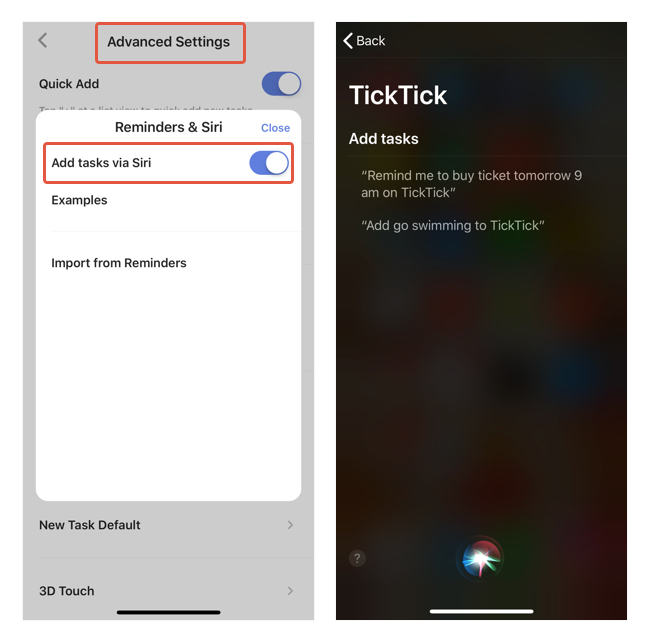 Advanced Settings
Quick Add
Tap "+" at a list view to quick add new tasks
Reminders & Siri
Close
Add tasks via Siri
Examples
Import from Reminders
New Task Default
3D Touch
Back
TickTick
Add tasks
“Remind me to buy ticket tomorrow 9
am on TickTick”
“Add go swimming to TickTick”
?